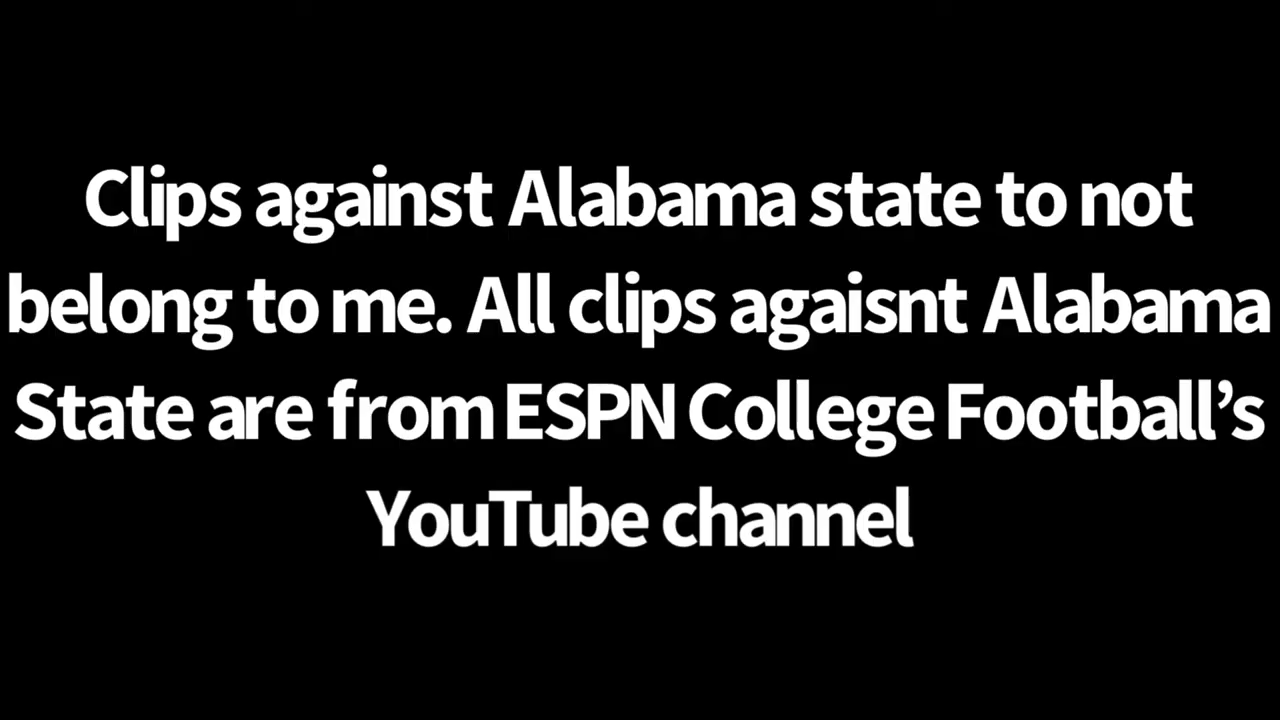 Clips against Alabama state to not
belong to me. All clips agaisnt Alabama
State are from ESPN College Football’s
YouTube channel